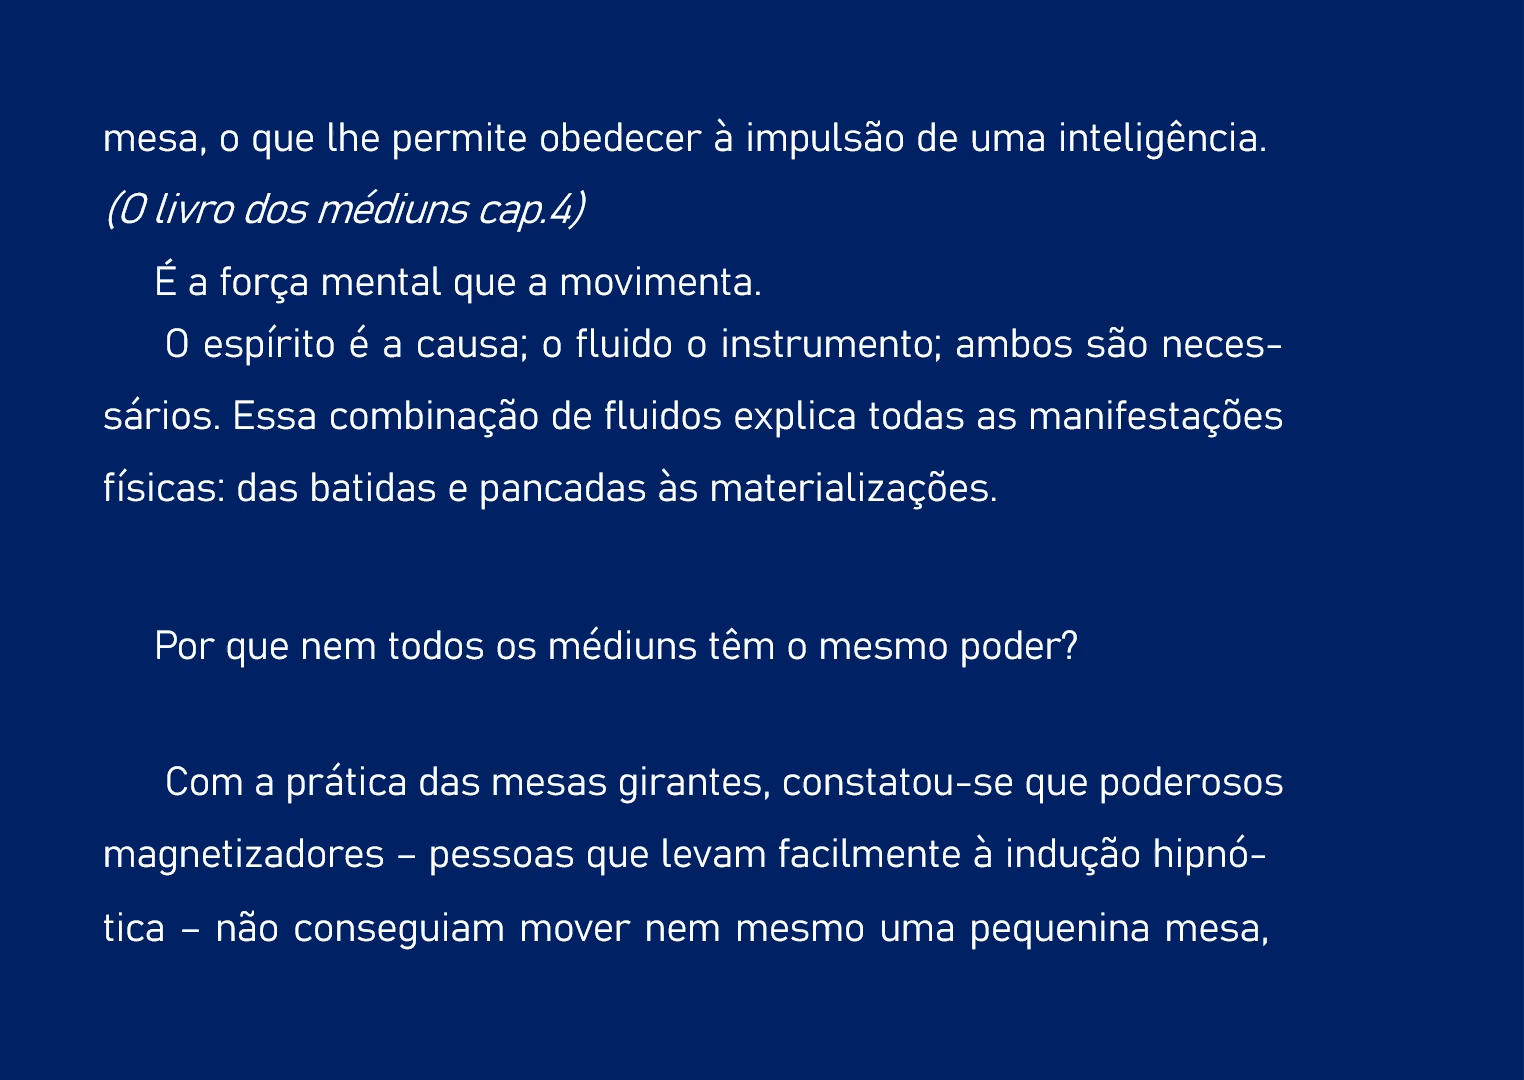 mesa, o que lhe permite obedecer à impulsão de uma inteligência.
(O livro dos médiuns cap.4)
É a força mental que a movimenta.
O espírito é a causa; o fluido o instrumento; ambos são neces-
sários. Essa combinação de fluidos explica todas as manifestações
físicas: das batidas e pancadas às materializações.
Por que nem todos os médiuns têm o mesmo poder?
Com a prática das mesas girantes, constatou-se que poderosos
magnetizadores – pessoas que levam facilmente à indução hipnó-
tica – não conseguiam mover nem mesmo uma pequenina mesa,